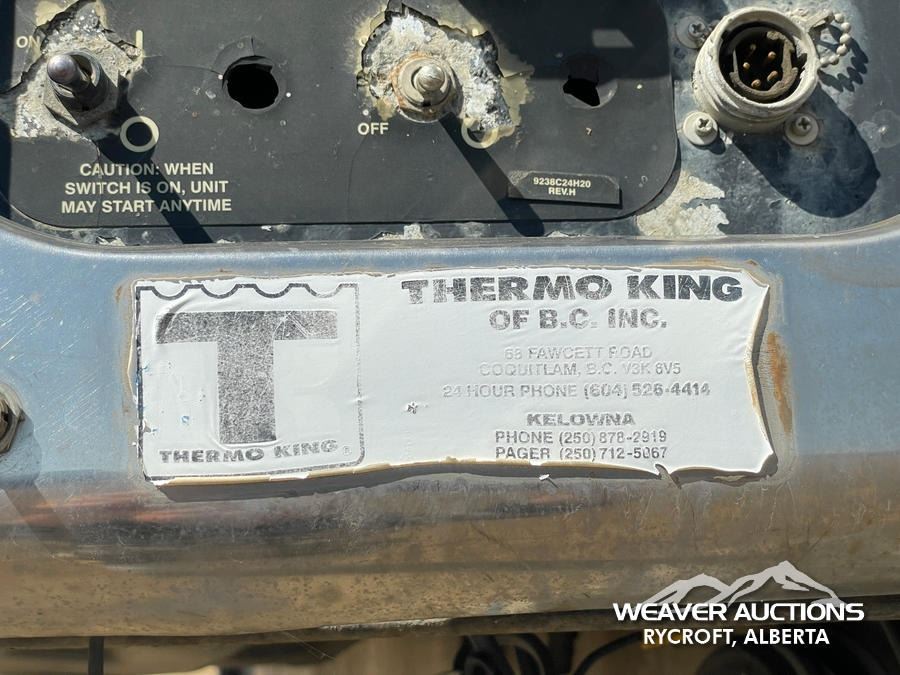 ON
OFF
CAUTION: WHEN
SWITCH IS ON, UNIT
MAY START ANYTIME
9238C24H20
REV.H
THERMO KING
OF B.C. INC.
68 FAWCETT ROAD
COQUITLAM, B.C. V3K 6V5
24 HOUR PHONE (604) 526-4414
KELOWNA
PHONE (250) 878-2919
PAGER (250) 712-5067
T
THERMO KING®
WEAVER AUCTIONS
RYCROFT, ALBERTA